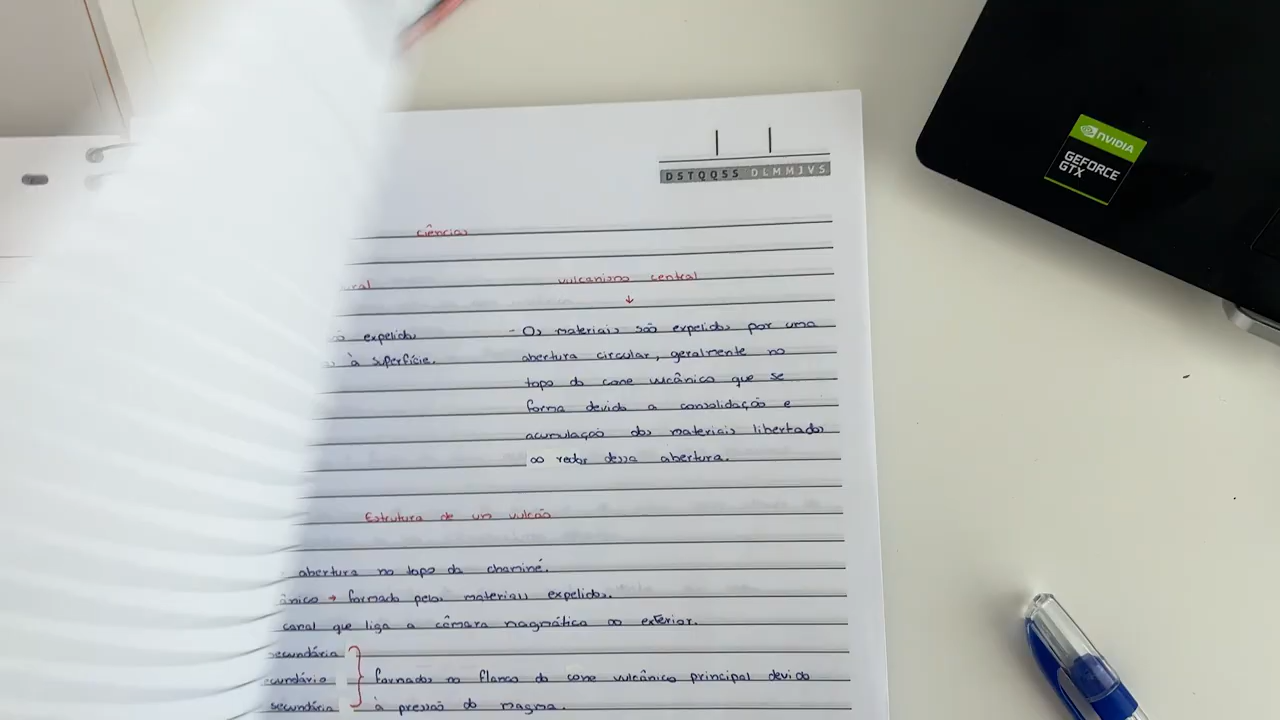 DSTQQSS DLMMJVS
NVIDIA
GEFORCE
GTX
ciências
vulcanismo central
↓
expelidos
à superfície.
- Os materiais são expelidos por uma
abertura circular, geralmente no
topo do cone vulcânico que se
forma devido a consolidação e
acumulação dos materiais libertados
ao redor dessa abertura.
Estrutura de um vulcão
abertura no topo da chaminé.
→ formado pelos materiais expelidos.
canal que liga a câmara magmática ao exterior.
secundária
secundário
secundária
formados no flanco do cone vulcânico principal devido
à pressão do magma.